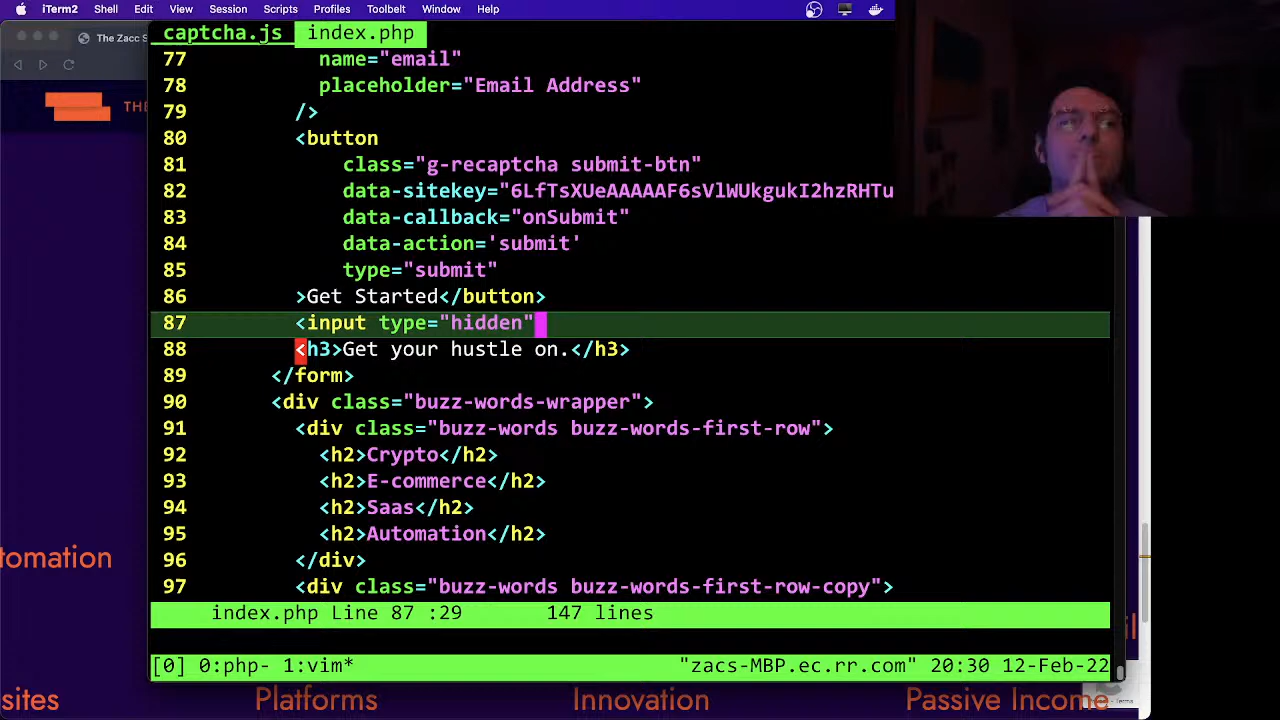 iTerm2 Shell Edit View Session Scripts Profiles Toolbelt Window Help
The Zacc S
captcha.js index.php
THE
77 name="email"
78 placeholder="Email Address"
79 />
80 <button
81 class="g-recaptcha submit-btn"
82 data-sitekey="6LfTsXUeAAAAAF6sVlWUkgukI2hzRHTu
83 data-callback="onSubmit"
84 data-action='submit'
85 type="submit"
86 >Get Started</button>
87 <input type="hidden"
88 <h3>Get your hustle on.</h3>
89 </form>
90 <div class="buzz-words-wrapper">
91 <div class="buzz-words buzz-words-first-row">
92 <h2>Crypto</h2>
93 <h2>E-commerce</h2>
94 <h2>Saas</h2>
95 <h2>Automation</h2>
96 </div>
97 <div class="buzz-words buzz-words-first-row-copy">
tomation
index.php Line 87 :29 147 lines
[0] 0:php- 1:vim* "zacs-MBP.ec.rr.com" 20:30 12-Feb-22
sites Platforms Innovation Passive Income